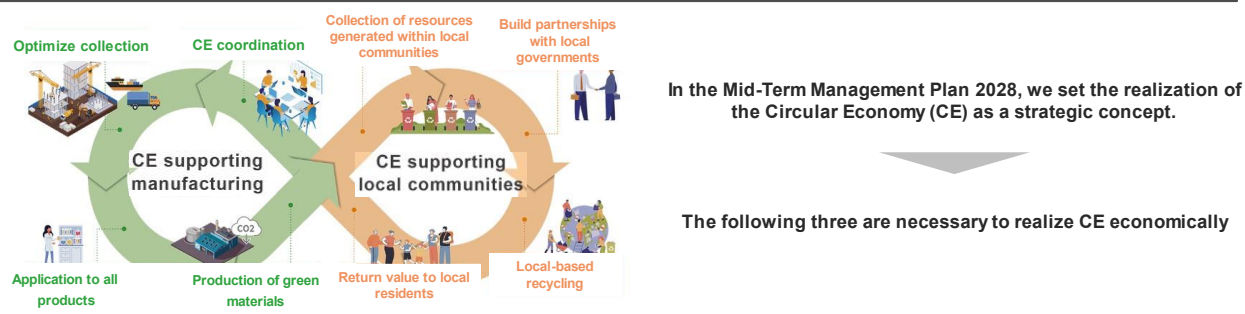 Optimize collection
CE coordination
Collection of resources
generated within local
communities
Build partnerships
with local
governments
CE supporting
manufacturing
CE supporting
local communities
CO2
Application to all
products
Production of green
materials
Return value to local
residents
Local-based
recycling
In the Mid-Term Management Plan 2028, we set the realization of
the Circular Economy (CE) as a strategic concept.
The following three are necessary to realize CE economically